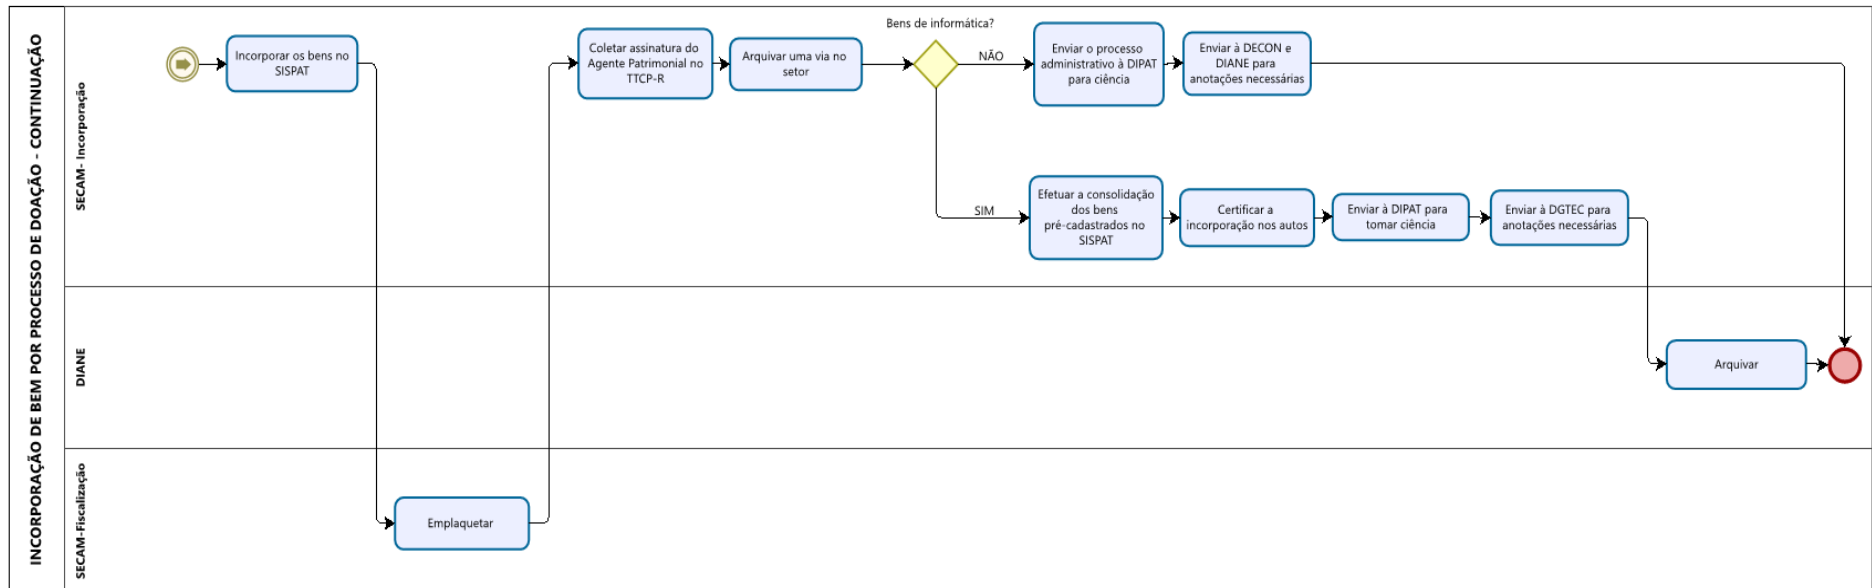 INCORPORAÇÃO DE BEM POR PROCESSO DE DOAÇÃO - CONTINUAÇÃO
SECAM- Incorporação
Incorporar os bens no
SISPAT
Coletar assinatura do
Agente Patrimonial no
TTCP-R
Arquivar uma via no
setor
Bens de informática?
NÃO
Enviar o processo
administrativo à DIPAT
para ciência
Enviar à DECON e
DIANE para
anotações necessárias
SIM
Efetuar a consolidação
dos bens
pré-cadastrados no
SISPAT
Certificar a
incorporação nos autos
Enviar à DIPAT para
tomar ciência
Enviar à DGTEC para
anotações necessárias
DIANE
Arquivar
SECAM-Fiscalização
Emplaquetar